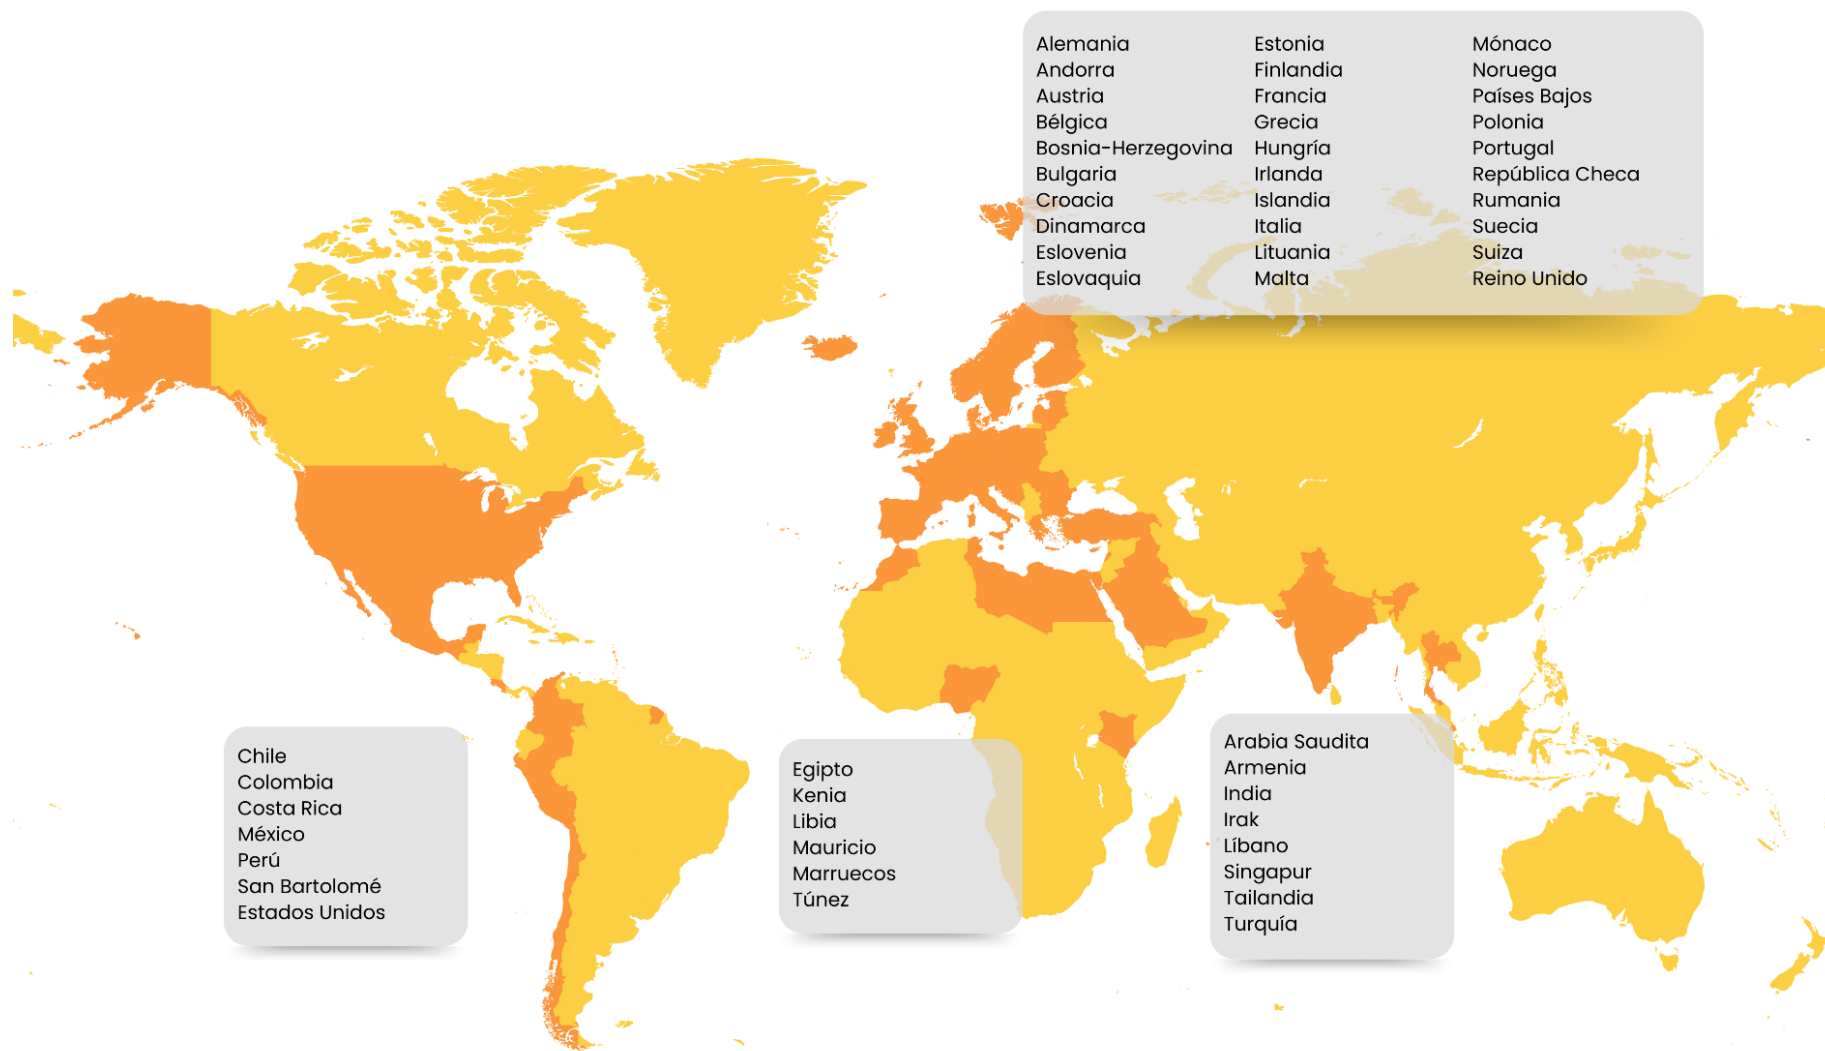 Alemania
Andorra
Austria
Bélgica
Bosnia-Herzegovina
Bulgaria
Croacia
Dinamarca
Eslovenia
Eslovaquia
Estonia
Finlandia
Francia
Grecia
Hungría
Irlanda
Islandia
Italia
Lituania
Malta
Mónaco
Noruega
Países Bajos
Polonia
Portugal
República Checa
Rumania
Suecia
Suiza
Reino Unido
Chile
Colombia
Costa Rica
México
Perú
San Bartolomé
Estados Unidos
Egipto
Kenia
Libia
Mauricio
Marruecos
Túnez
Arabia Saudita
Armenia
India
Irak
Líbano
Singapur
Tailandia
Turquía